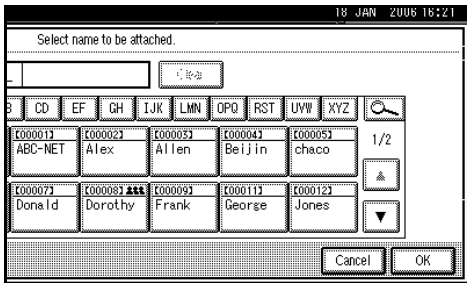 18 JAN 2006 16:21
Select name to be attached.
Clear
B CD EF GH IJK LMN OPQ RST UVW XYZ
[00001] [00002] [00003] [00004] [00005]
ABC-NET Alex Allen Beijin chaco
1/2
[00007] [00008] [00009] [00011] [00012]
Donald Dorothy Frank George Jones
Cancel OK